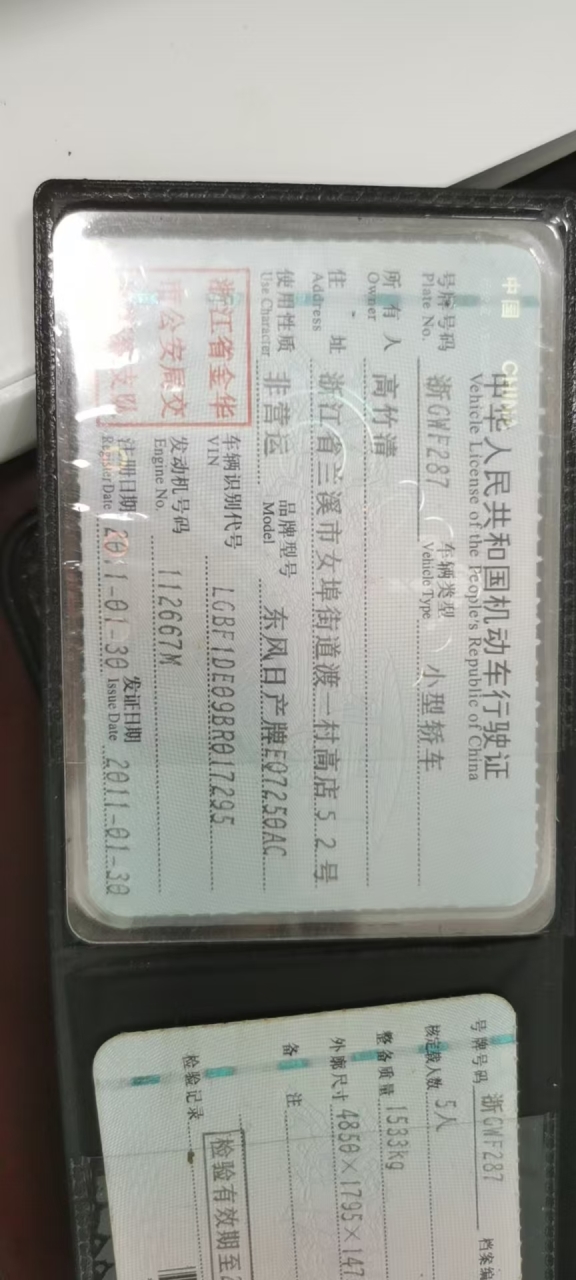 中国 CHINA
中华人民共和国机动车行驶证
Vehicle License of the People's Republic of China
号牌号码 浙GWF287 车辆类型 小型轿车
Plate No. Vehicle Type
所有人 高竹清
Owner
住址 浙江省兰溪市女埠街道渡一村高店52号
Address
使用性质 非营运 品牌型号 东风日产牌EQ7250AC
Use Character Model
浙江省金华
市公安局交
支队
车辆识别代号 LGBF1DE09BR017295
VIN
发动机号码 112667M
Engine No.
注册日期 2011-01-30 发证日期 2011-01-30
Register Date Issue Date
号牌号码 浙GWF287 档案编
核定载人数 5人
整备质量 1533kg
外廓尺寸 4850×1795×147
备注
检验有效期至2
检验记录